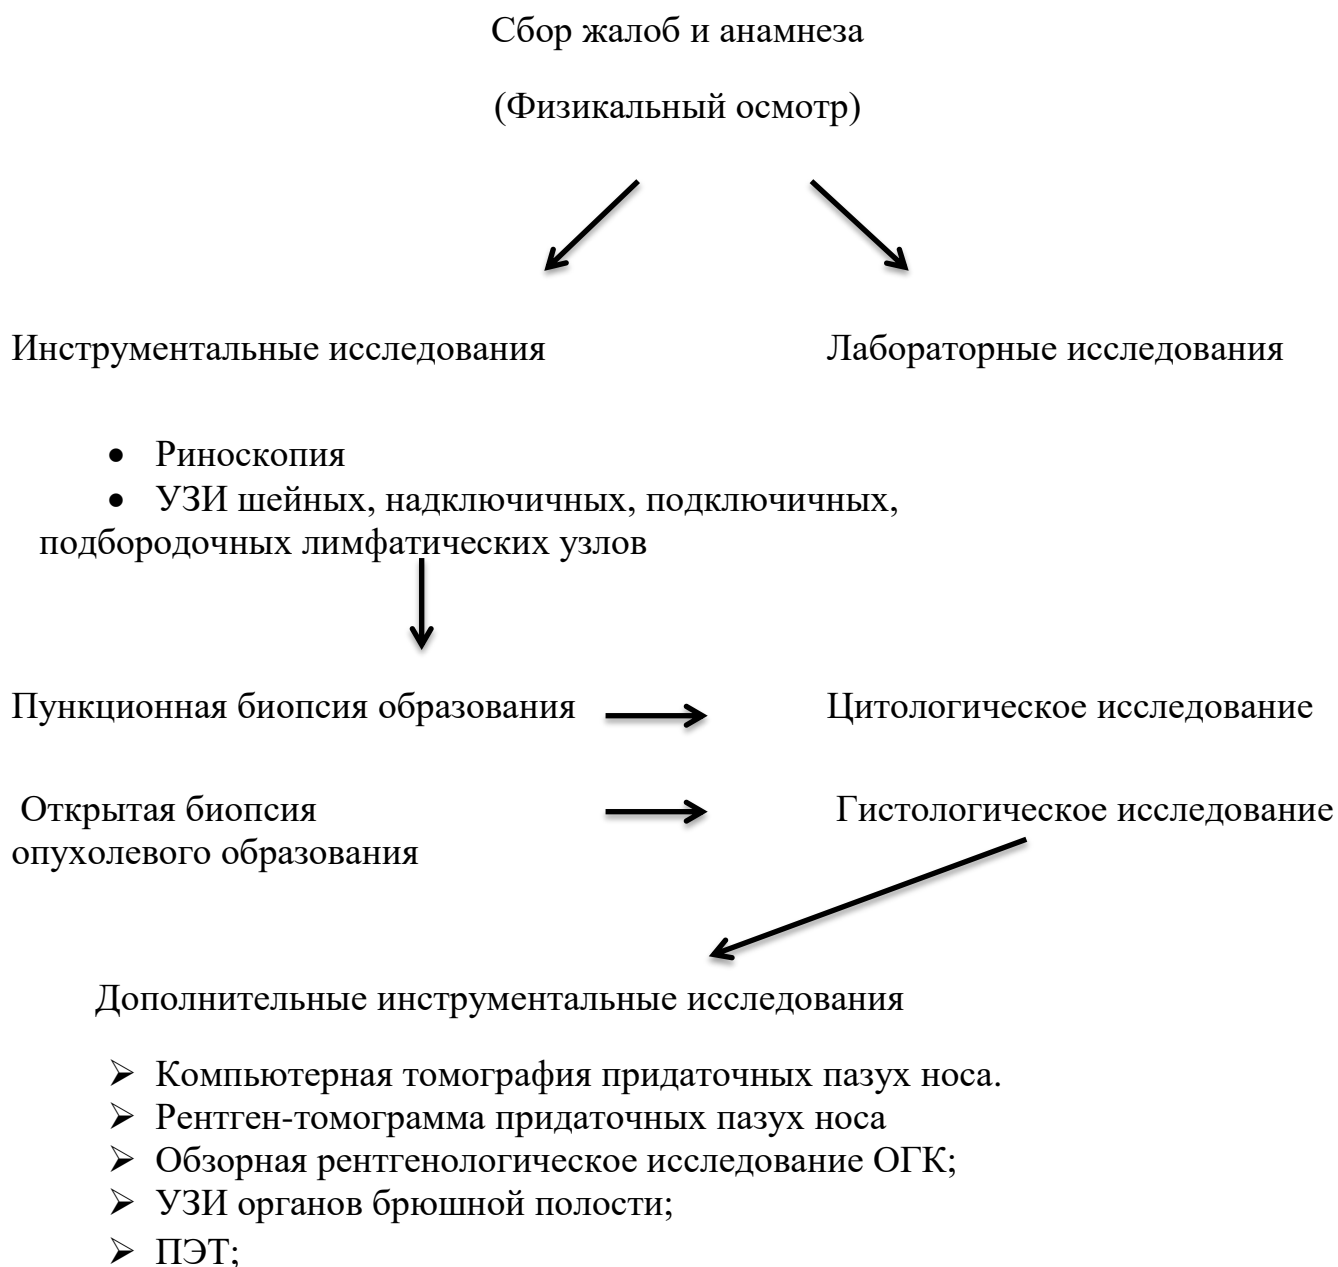 Сбор жалоб и анамнеза
(Физикальный осмотр)
Инструментальные исследования
Лабораторные исследования
• Риноскопия
• УЗИ шейных, надключичных, подключичных,
подбородочных лимфатических узлов
Пункционная биопсия образования
Цитологическое исследование
Открытая биопсия
опухолевого образования
Гистологическое исследование
Дополнительные инструментальные исследования
➢ Компьютерная томография придаточных пазух носа.
➢ Рентген-томограмма придаточных пазух носа
➢ Обзорная рентгенологическое исследование ОГК;
➢ УЗИ органов брюшной полости;
➢ ПЭТ;